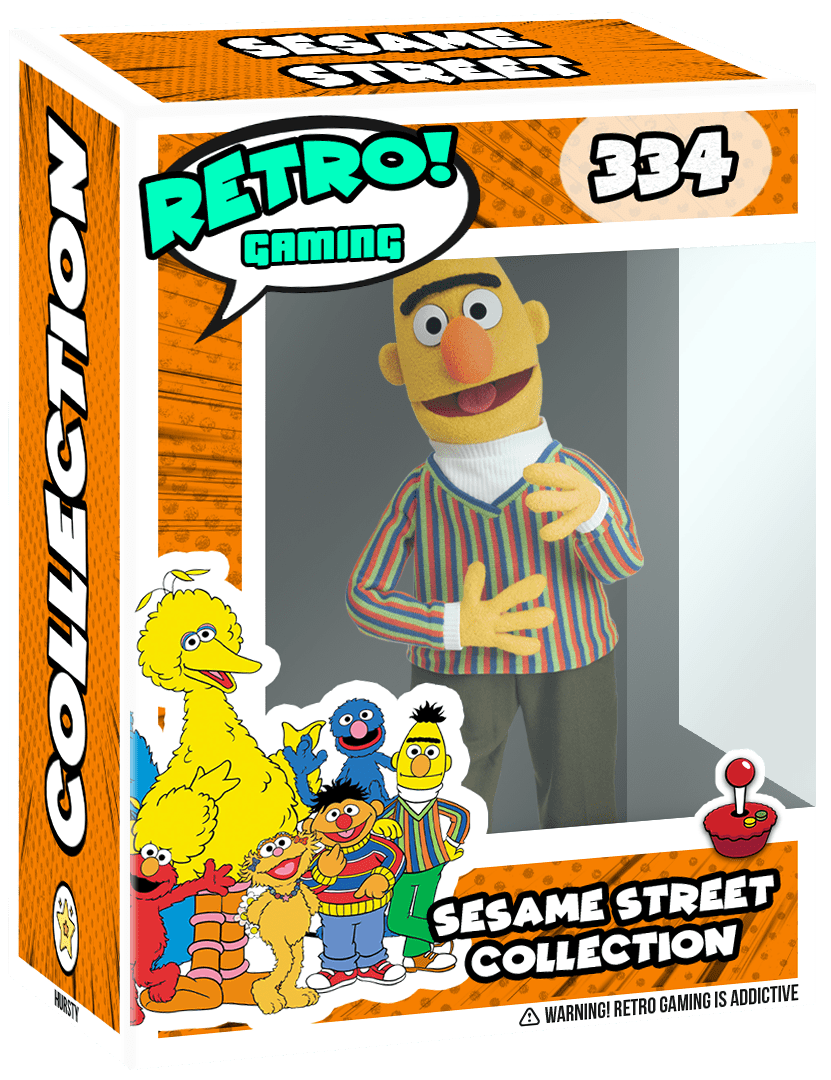 SESAME
STREET
RETRO!
GAMING
334
COLLECTION
SESAME STREET
COLLECTION
HURSTY
⚠ WARNING! RETRO GAMING IS ADDICTIVE